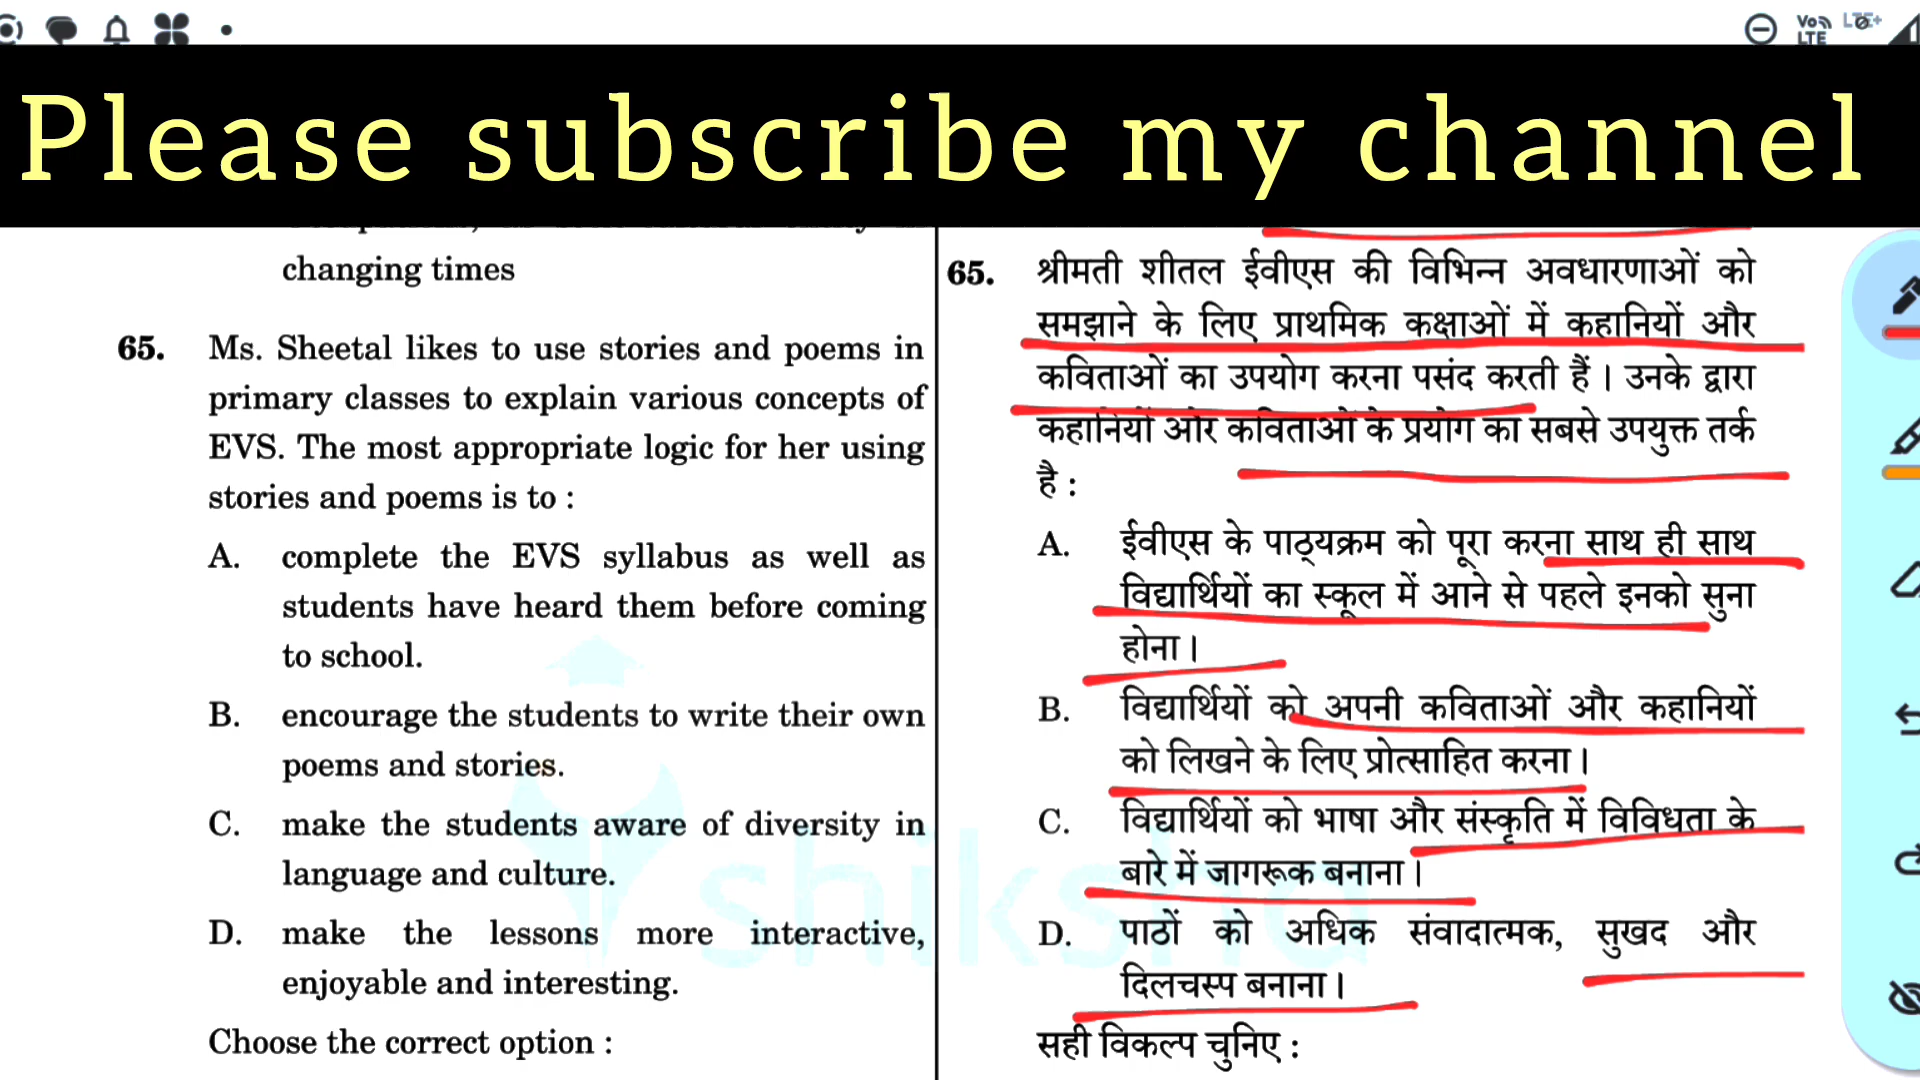 Vo LTE LTE+
Please subscribe my channel
changing times
65. Ms. Sheetal likes to use stories and poems in
primary classes to explain various concepts of
EVS. The most appropriate logic for her using
stories and poems is to :
A. complete the EVS syllabus as well as
students have heard them before coming
to school.
B. encourage the students to write their own
poems and stories.
C. make the students aware of diversity in
language and culture.
D. make the lessons more interactive,
enjoyable and interesting.
Choose the correct option :
65. श्रीमती शीतल ईवीएस की विभिन्न अवधारणाओं को
समझाने के लिए प्राथमिक कक्षाओं में कहानियों और
कविताओं का उपयोग करना पसंद करती हैं । उनके द्वारा
कहानियों और कविताओं के प्रयोग का सबसे उपयुक्त तर्क
है :
A. ईवीएस के पाठ्यक्रम को पूरा करना साथ ही साथ
विद्यार्थियों का स्कूल में आने से पहले इनको सुना
होना ।
B. विद्यार्थियों को अपनी कविताओं और कहानियों
को लिखने के लिए प्रोत्साहित करना ।
C. विद्यार्थियों को भाषा और संस्कृति में विविधता के
बारे में जागरूक बनाना ।
D. पाठों को अधिक संवादात्मक, सुखद और
दिलचस्प बनाना ।
सही विकल्प चुनिए :
shiksha